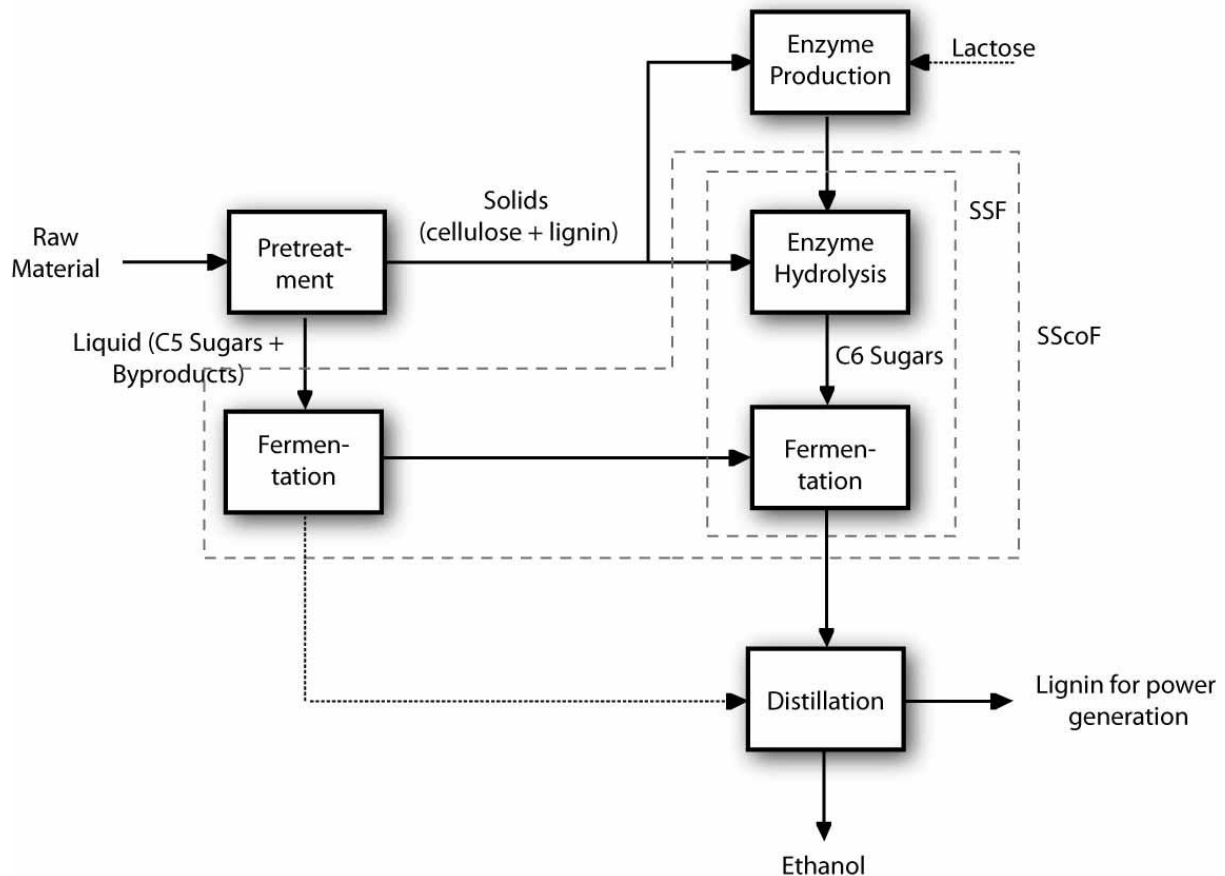 Enzyme
Production
Lactose
Solids
(cellulose + lignin)
SSF
Raw
Material
Pretreat-
ment
Enzyme
Hydrolysis
Liquid (C5 Sugars +
Byproducts)
C6 Sugars
SScoF
Fermen-
tation
Fermen-
tation
Distillation
Lignin for power
generation
Ethanol